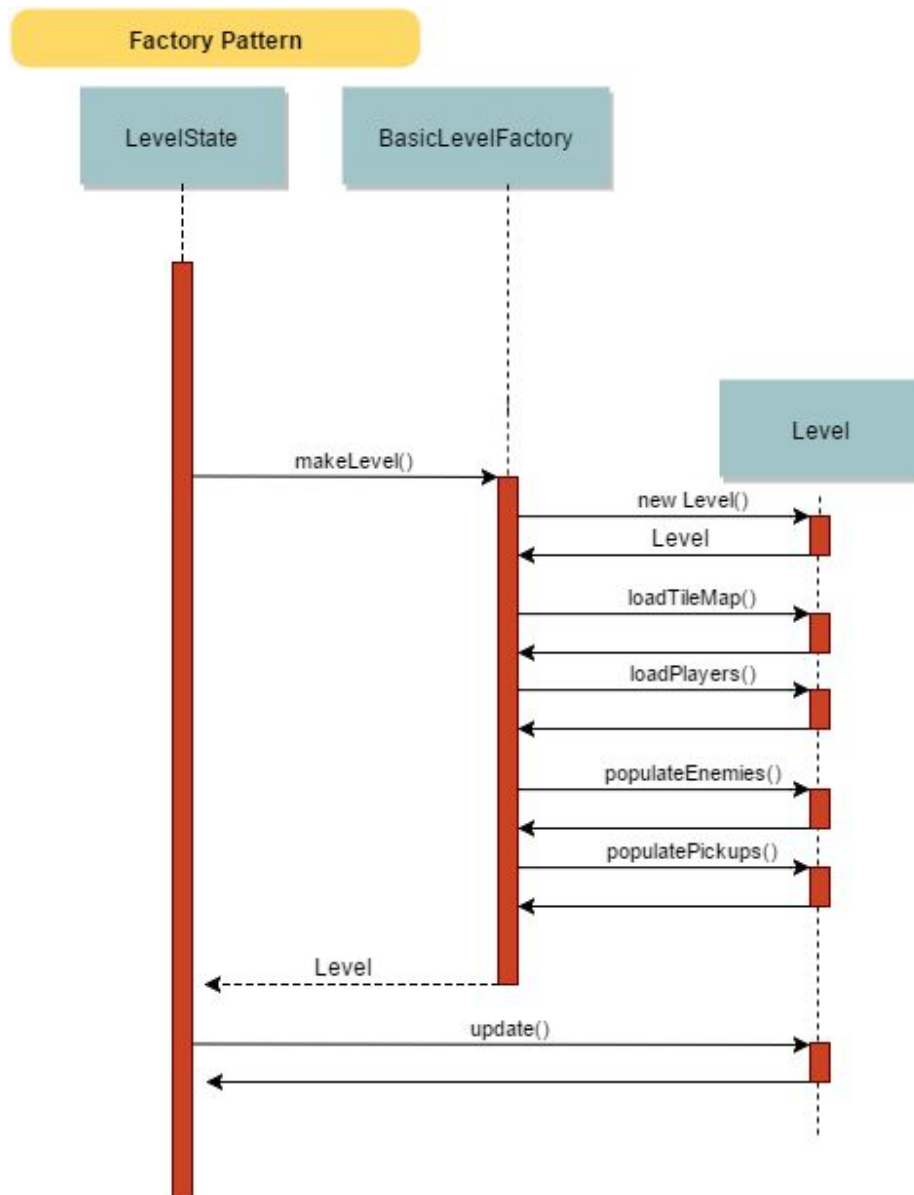 Factory Pattern
LevelState
BasicLevelFactory
Level
makeLevel()
new Level()
Level
loadTileMap()
loadPlayers()
populateEnemies()
populatePickups()
Level
update()